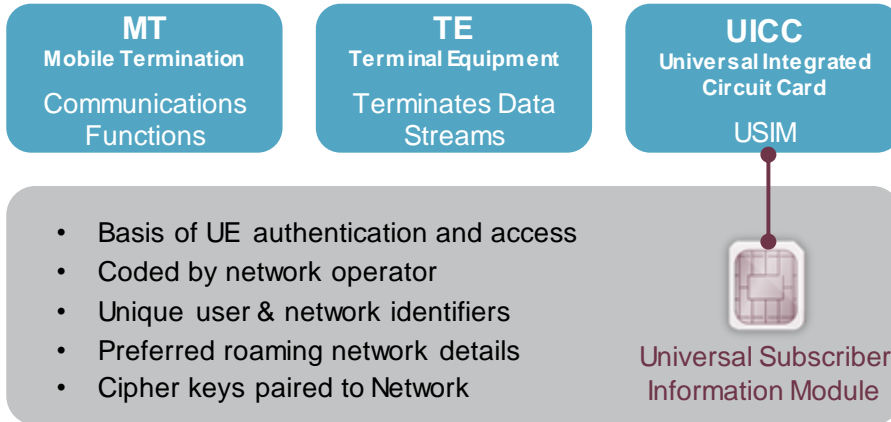 MT
Mobile Termination
Communications
Functions
TE
Terminal Equipment
Terminates Data
Streams
UICC
Universal Integrated
Circuit Card
USIM
• Basis of UE authentication and access
• Coded by network operator
• Unique user & network identifiers
• Preferred roaming network details
• Cipher keys paired to Network
Universal Subscriber
Information Module